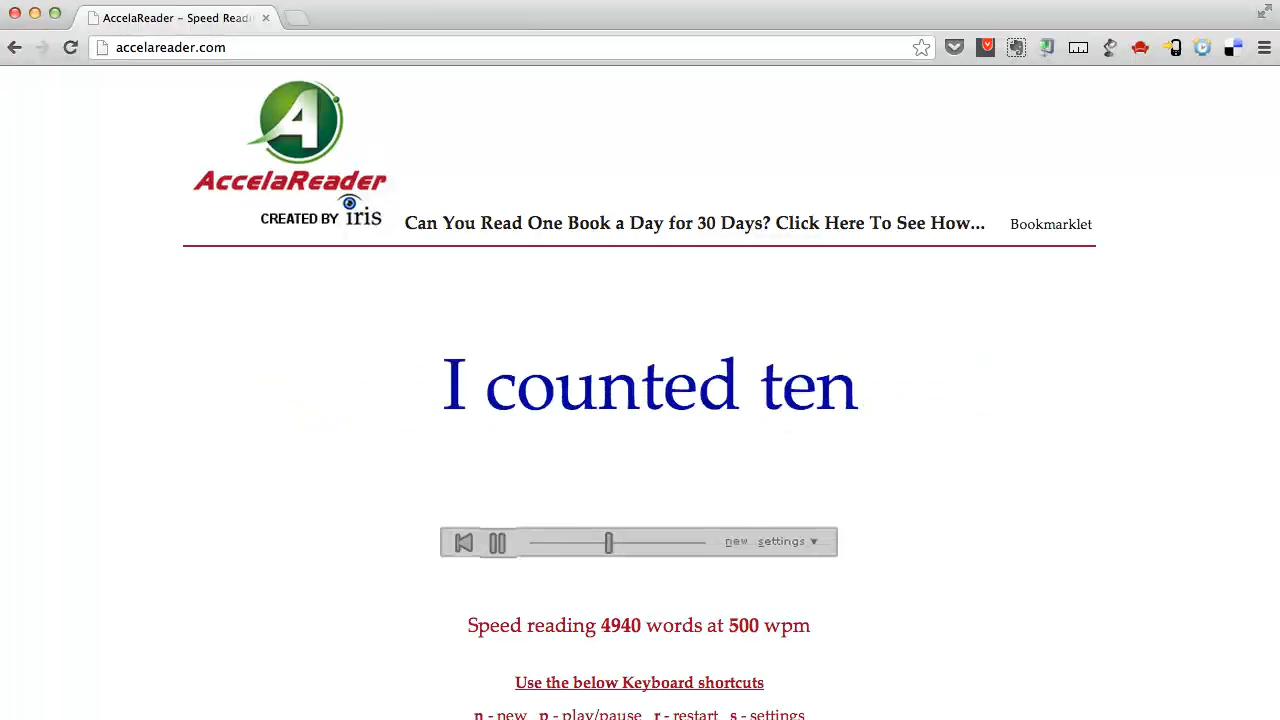 AccelaReader - Speed Readi
accelareader.com
A
AccelaReader
CREATED BY iris
Can You Read One Book a Day for 30 Days? Click Here To See How...
Bookmarklet
I counted ten
new settings ▼
Speed reading 4940 words at 500 wpm
Use the below Keyboard shortcuts
n - new p - play/pause r - restart s - settings